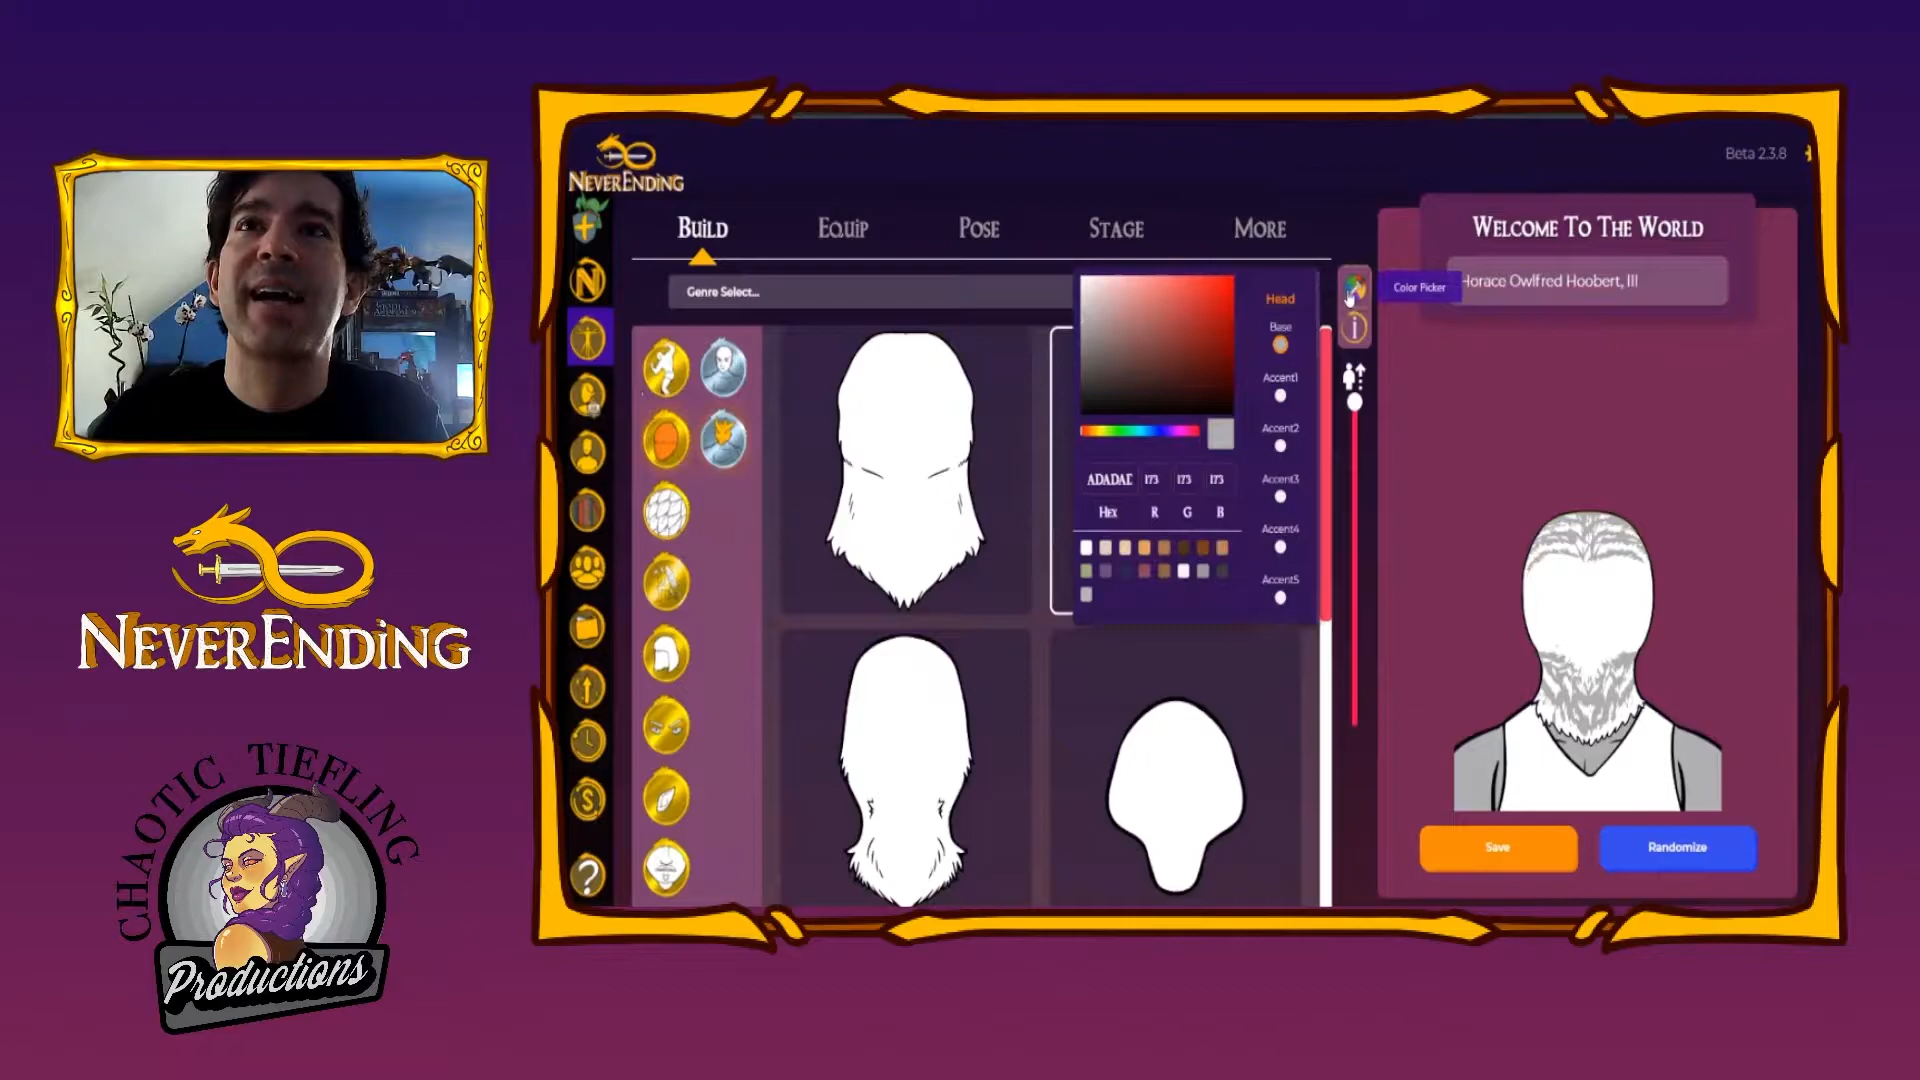 NEVERENDING
Beta 2.3.8
BUILD
EQUIP
POSE
STAGE
MORE
WELCOME TO THE WORLD
Color Picker
Horace Owlfred Hoobert, III
Genre Select...
Head
Base
Accent1
Accent2
Accent3
Accent4
Accent5
ADADAE 173 173 173
HEX R G B
Save
Randomize
NEVERENDING
CHAOTIC TIEFLING
Productions